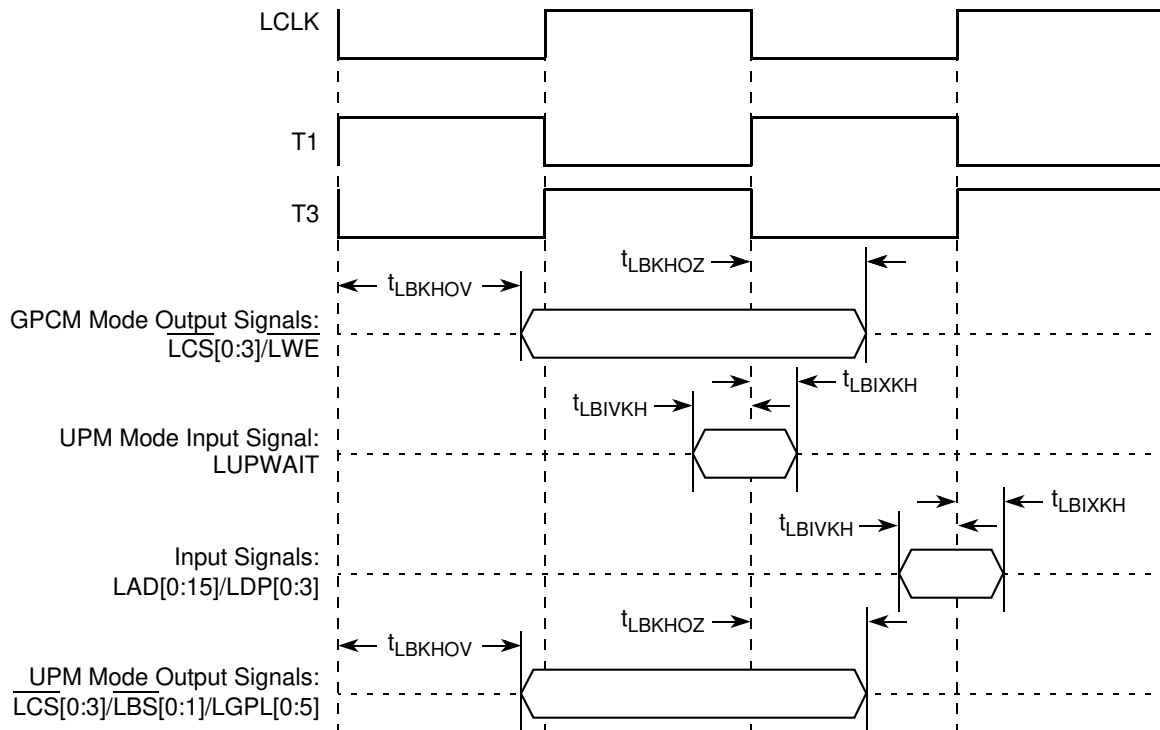 LCLK
T1
T3
tLBKHOZ
tLBKHOV
GPCM Mode Output Signals:
LCS[0:3]/LWE
tLBIXKH
tLBIVKH
UPM Mode Input Signal:
LUPWAIT
tLBIXKH
tLBIVKH
Input Signals:
LAD[0:15]/LDP[0:3]
tLBKHOZ
tLBKHOV
UPM Mode Output Signals:
LCS[0:3]/LBS[0:1]/LGPL[0:5]